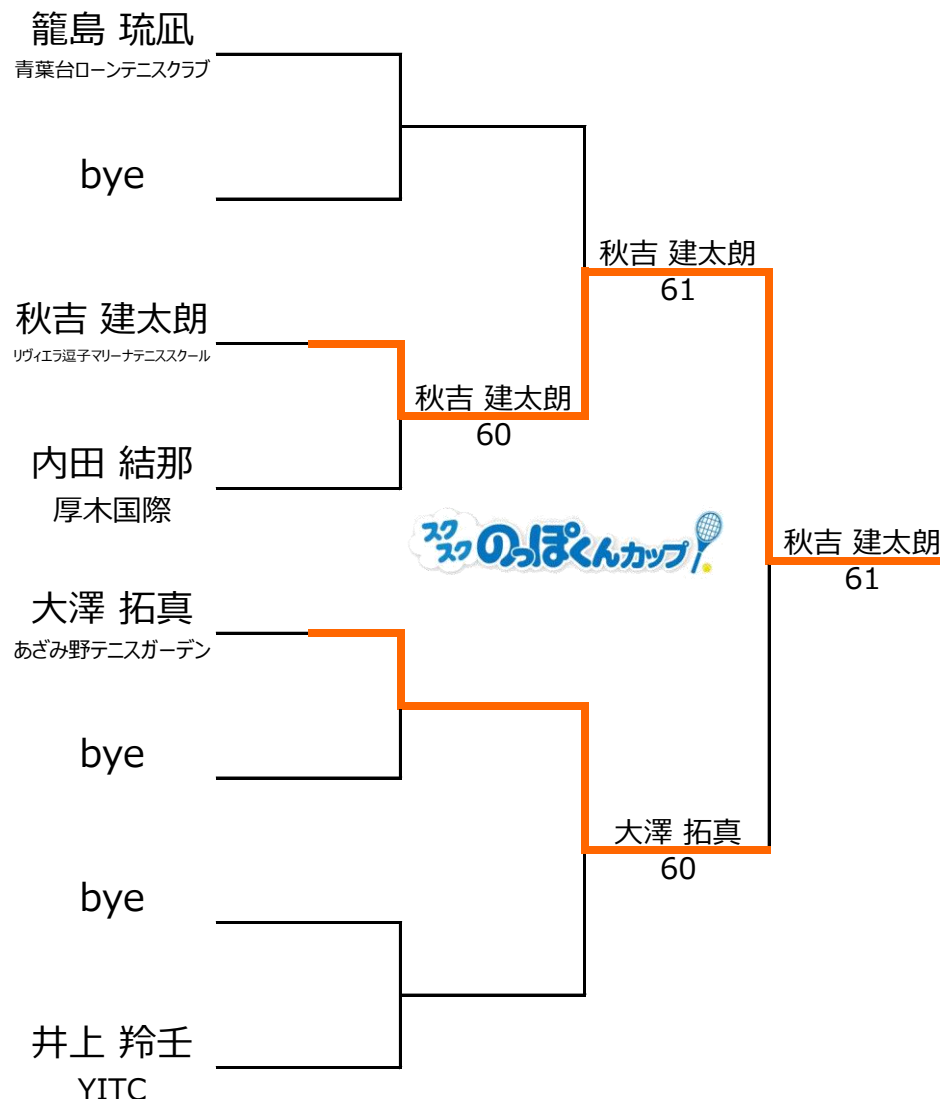 籠島 琉凪
青葉台ローンテニスクラブ
bye
秋吉 建太朗
61
秋吉 建太朗
リヴィエラ逗子マリーナテニススクール
秋吉 建太朗
60
内田 結那
厚木国際
スクスクのっぽくんカップ
秋吉 建太朗
61
大澤 拓真
あざみ野テニスガーデン
bye
大澤 拓真
60
bye
井上 羚壬
YITC